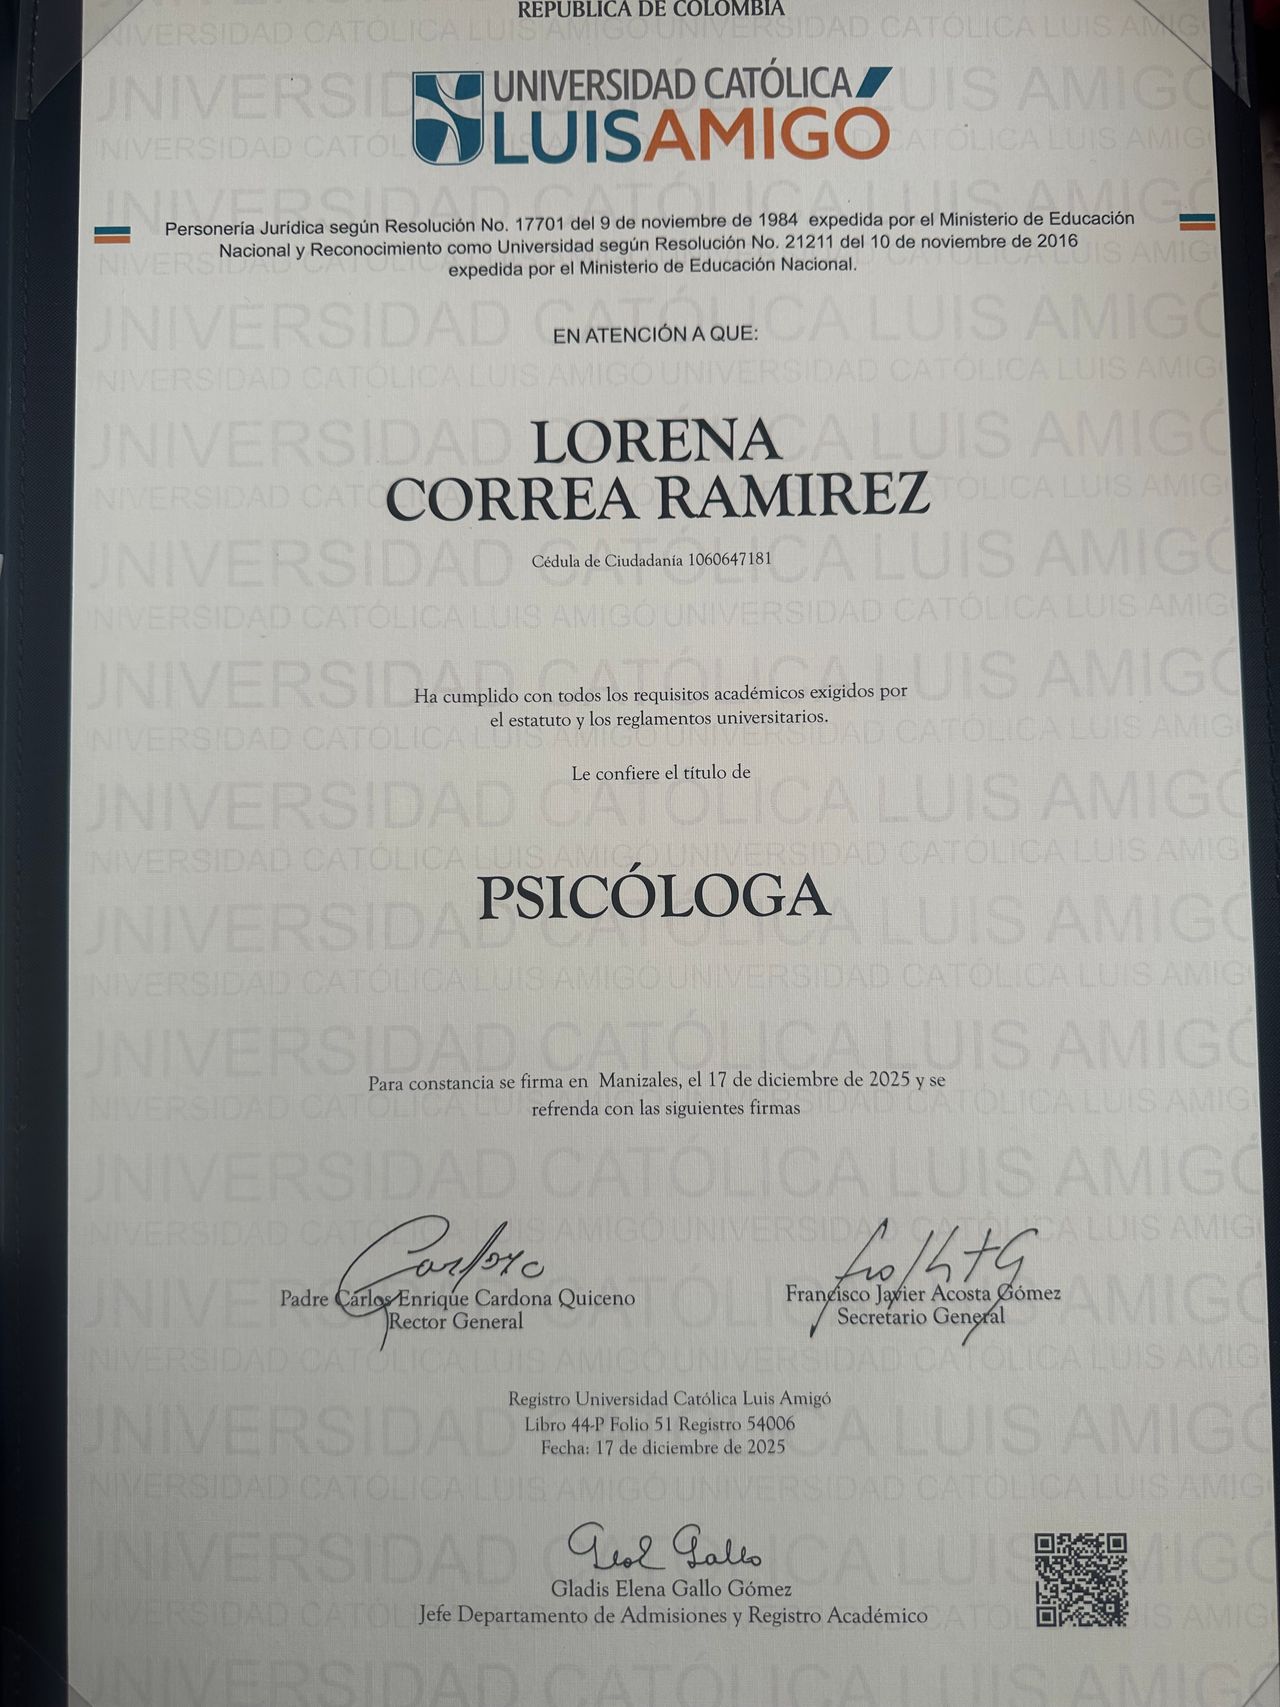 REPÚBLICA DE COLOMBIA
UNIVERSIDAD CATÓLICA
LUIS AMIGÓ
Personería Jurídica según Resolución No. 17701 del 9 de noviembre de 1984 expedida por el Ministerio de Educación
Nacional y Reconocimiento como Universidad según Resolución No. 21211 del 10 de noviembre de 2016
expedida por el Ministerio de Educación Nacional.
EN ATENCIÓN A QUE:
LORENA
CORREA RAMIREZ
Cédula de Ciudadanía 1060647181
Ha cumplido con todos los requisitos académicos exigidos por
el estatuto y los reglamentos universitarios.
Le confiere el título de
PSICÓLOGA
Para constancia se firma en Manizales, el 17 de diciembre de 2025 y se
refrenda con las siguientes firmas
Padre Carlos Enrique Cardona Quiceno
Rector General
Francisco Javier Acosta Gómez
Secretario General
Registro Universidad Católica Luis Amigó
Libro 44-P Folio 51 Registro 54006
Fecha: 17 de diciembre de 2025
Gladis Elena Gallo Gómez
Jefe Departamento de Admisiones y Registro Académico